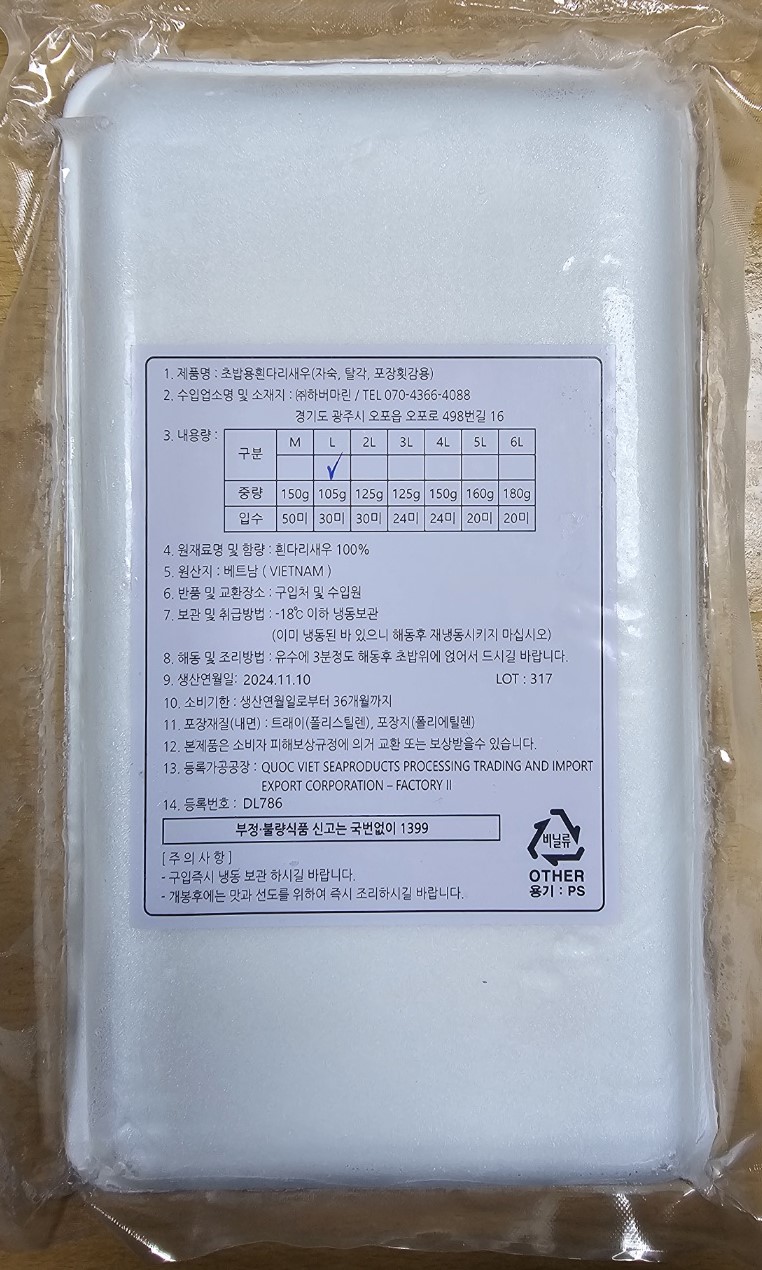 1. 제품명 : 초밥용흰다리새우(자숙, 탈각, 포장횟감용)
2. 수입업소명 및 소재지 : ㈜하버마린 / TEL 070-4366-4088
경기도 광주시 오포읍 오포로 498번길 16
3. 내용량 :
구분 M L 2L 3L 4L 5L 6L
✓
중량 150g 105g 125g 125g 150g 160g 180g
입수 50미 30미 30미 24미 24미 20미 20미
4. 원재료명 및 함량 : 흰다리새우 100%
5. 원산지 : 베트남 ( VIETNAM )
6. 반품 및 교환장소 : 구입처 및 수입원
7. 보관 및 취급방법 : -18℃ 이하 냉동보관
(이미 냉동된 바 있으니 해동후 재냉동시키지 마십시오)
8. 해동 및 조리방법 : 유수에 3분정도 해동후 초밥위에 얹어서 드시길 바랍니다.
9. 생산연월일: 2024.11.10 LOT : 317
10. 소비기한 : 생산연월일로부터 36개월까지
11. 포장재질(내면) : 트래이(폴리스틸렌), 포장지(폴리에틸렌)
12. 본제품은 소비자 피해보상규정에 의거 교환 또는 보상받을수 있습니다.
13. 등록가공공장 : QUOC VIET SEAPRODUCTS PROCESSING TRADING AND IMPORT
EXPORT CORPORATION – FACTORY II
14. 등록번호 : DL786
부정·불량식품 신고는 국번없이 1399
[ 주 의 사 항 ]
- 구입즉시 냉동 보관 하시길 바랍니다.
- 개봉후에는 맛과 선도를 위하여 즉시 조리하시길 바랍니다.
비닐류
OTHER
용기 : PS